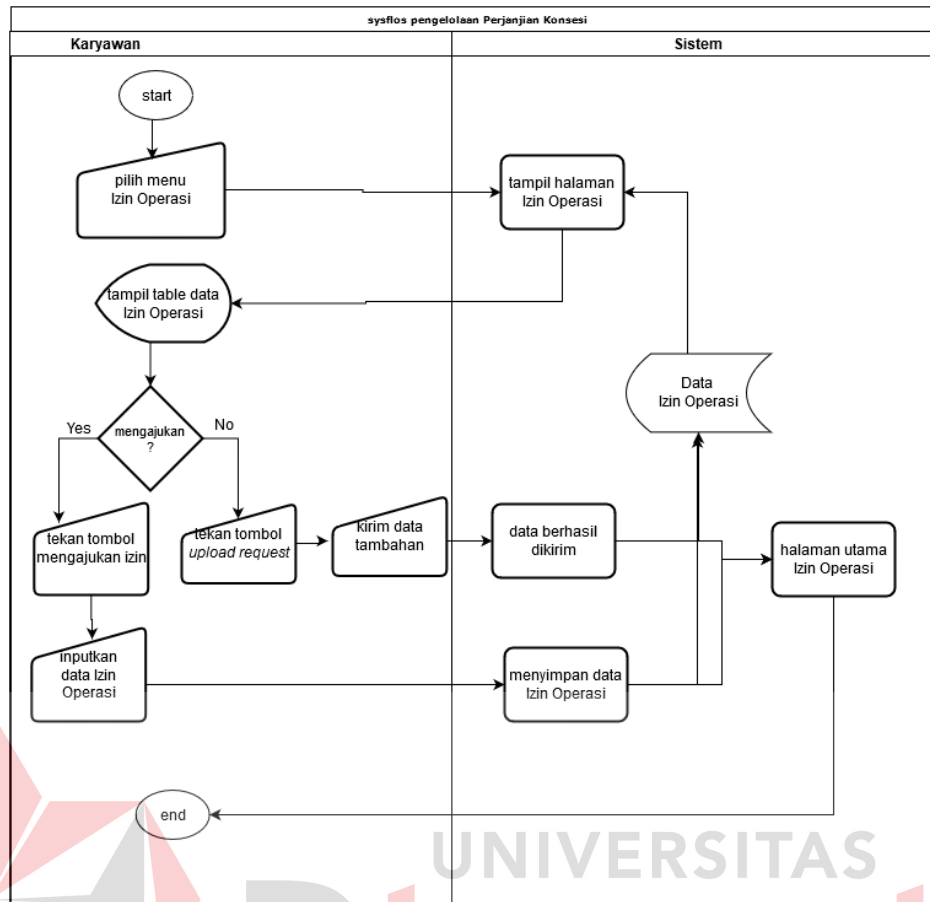 sysflos pengelolaan Perjanjian Konsesi
Karyawan
Sistem
start
pilih menu
Izin Operasi
tampil halaman
Izin Operasi
tampil table data
Izin Operasi
Data
Izin Operasi
mengajukan
?
Yes
No
tekan tombol
mengajukan izin
tekan tombol
upload request
kirim data
tambahan
data berhasil
dikirim
halaman utama
Izin Operasi
inputkan
data Izin
Operasi
menyimpan data
Izin Operasi
end
UNIVERSITAS